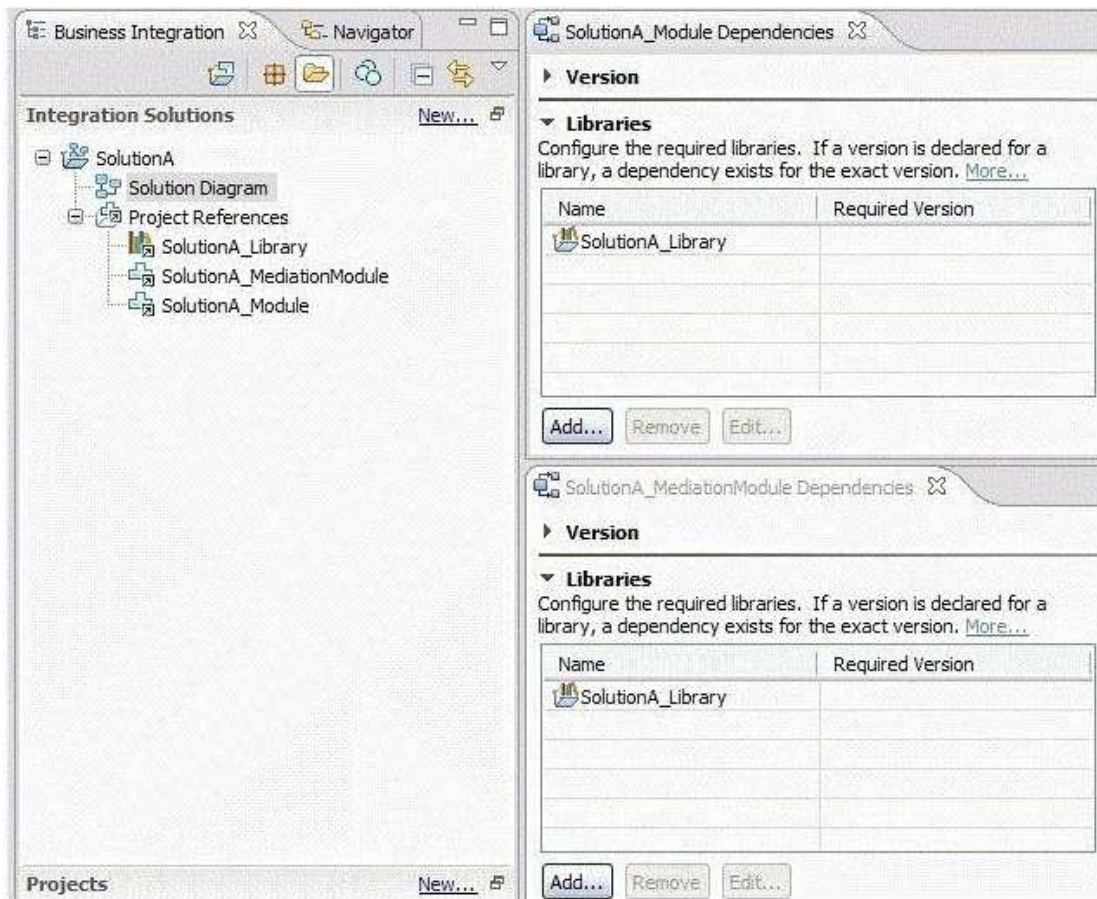 Business Integration
Navigator
Integration Solutions
New...
SolutionA
Solution Diagram
Project References
SolutionA_Library
SolutionA_MediationModule
SolutionA_Module
Projects
New...
SolutionA_Module Dependencies
Version
Libraries
Configure the required libraries. If a version is declared for a
library, a dependency exists for the exact version. More...
Name Required Version
SolutionA_Library
Add... Remove Edit...
SolutionA_MediationModule Dependencies
Version
Libraries
Configure the required libraries. If a version is declared for a
library, a dependency exists for the exact version. More...
Name Required Version
SolutionA_Library
Add... Remove Edit...